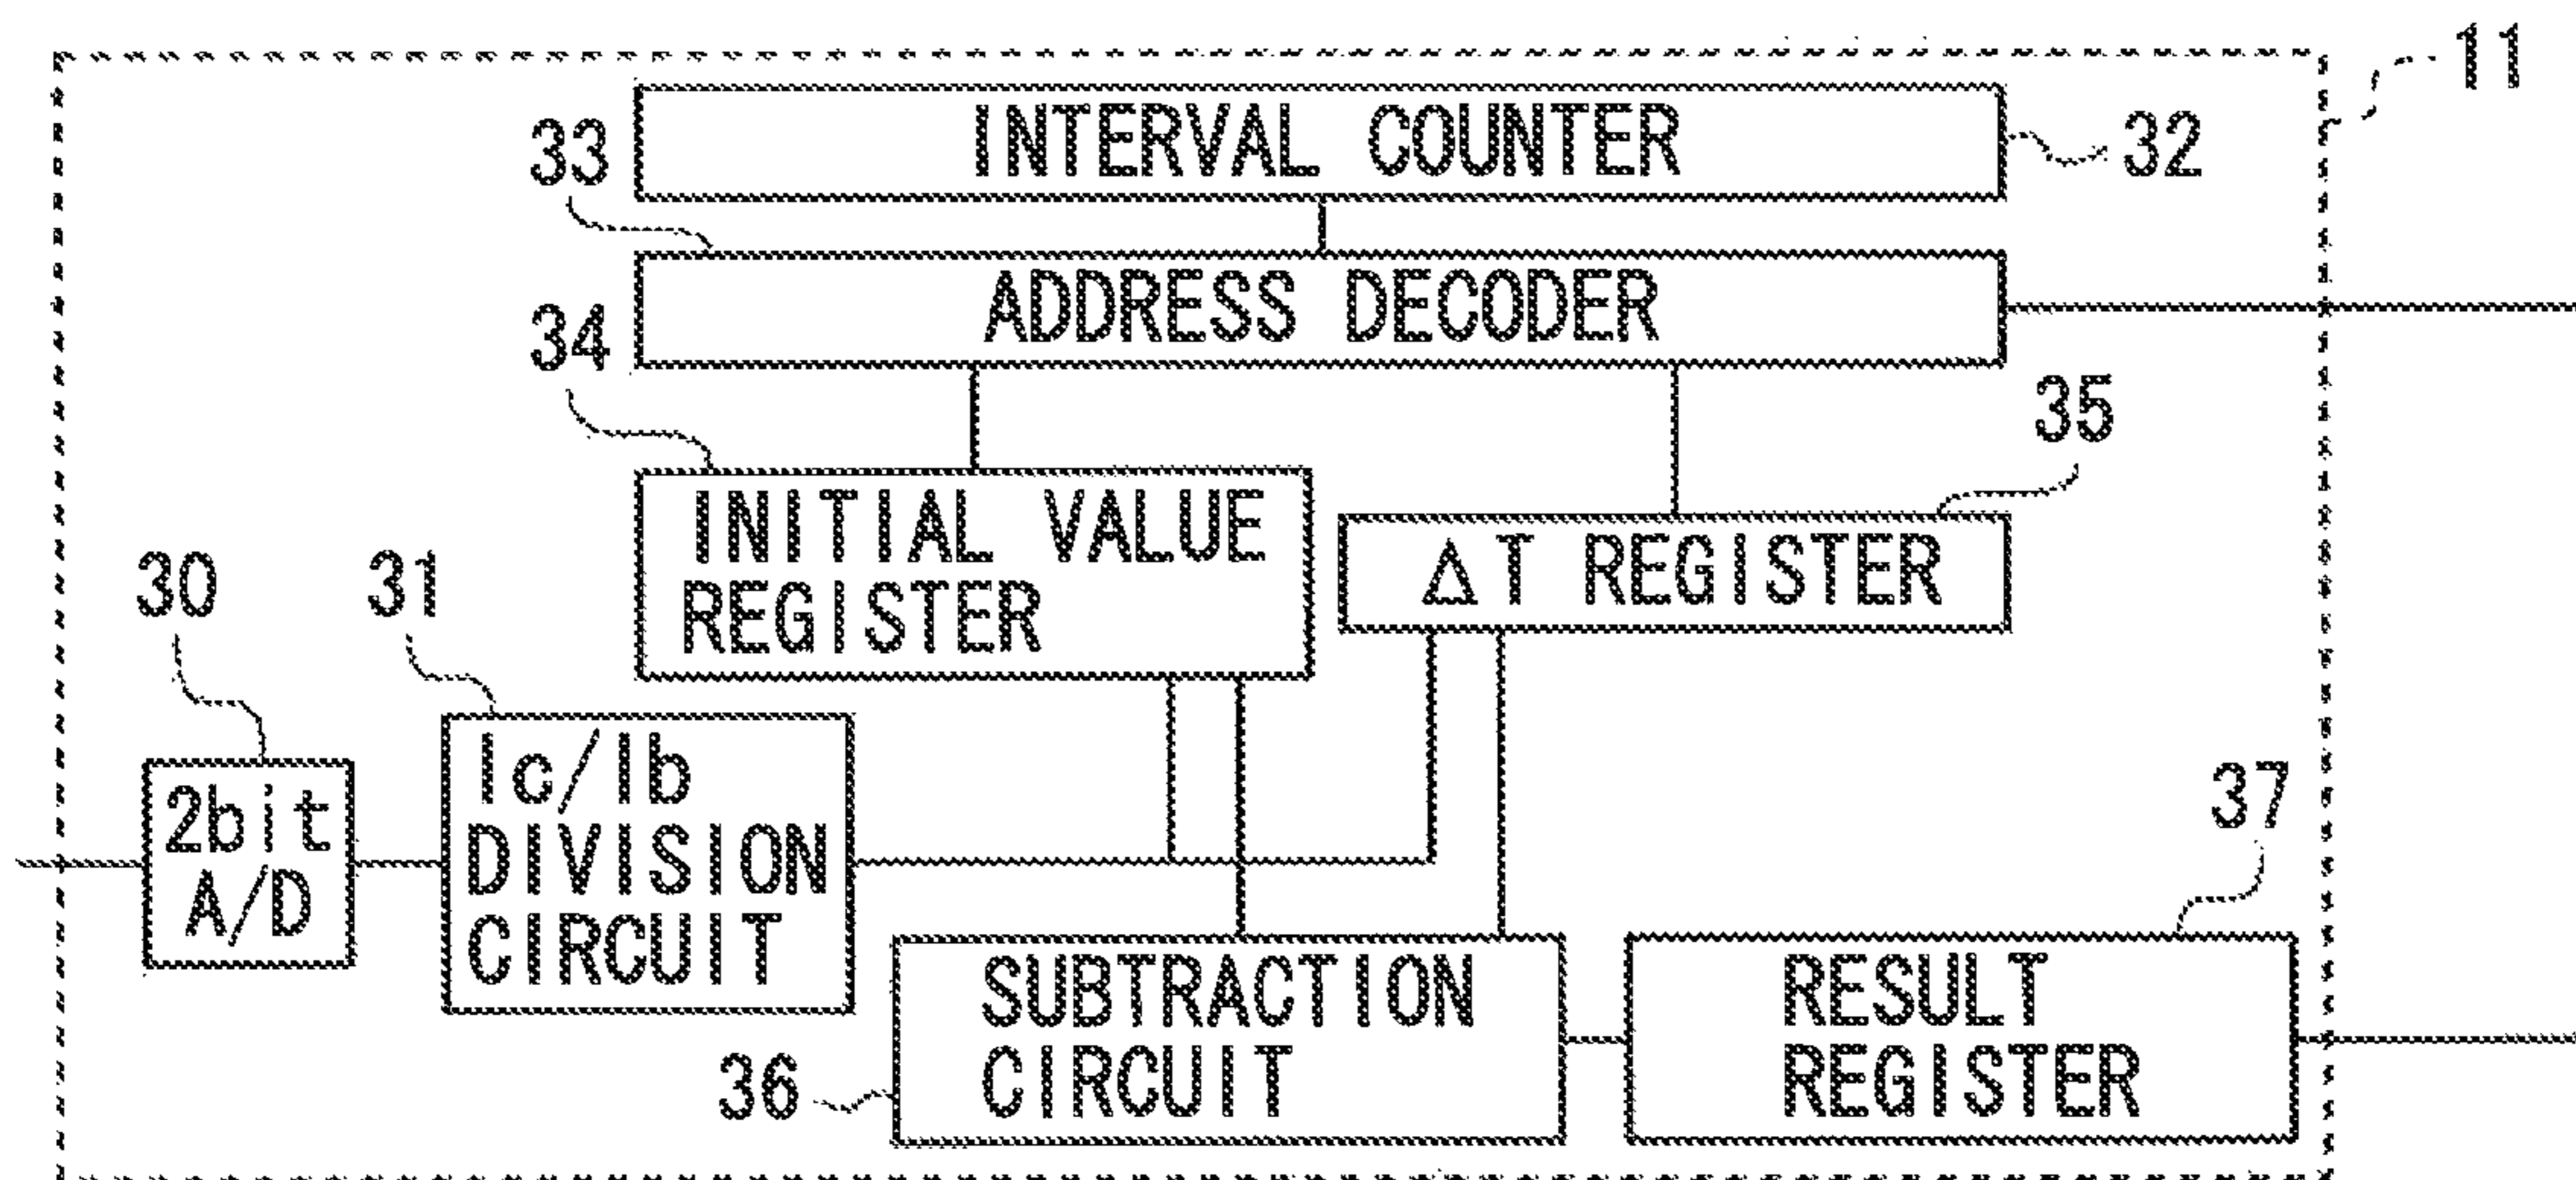 11
INTERVAL COUNTER
32
33
ADDRESS DECODER
34
35
INITIAL VALUE
REGISTER
ΔT REGISTER
30
31
2bit
A/D
Ic/Ib
DIVISION
CIRCUIT
37
SUBTRACTION
CIRCUIT
36
RESULT
REGISTER